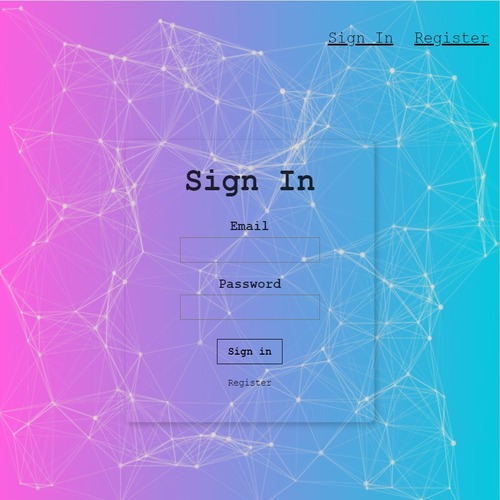 Sign In Register
Sign In
Email
Password
Sign in
Register